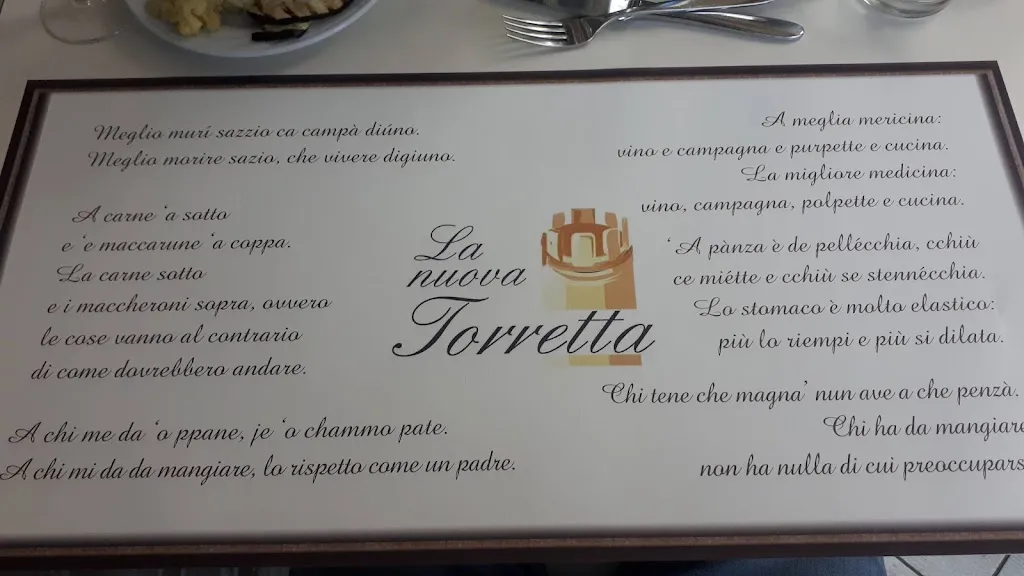 Meglio murí sazzio ca campà diúno.
Meglio morire sazio, che vivere digiuno.
A carne 'a sotto
e 'e maccarune 'a coppa.
La carne sotto
e i maccheroni sopra, ovvero
le cose vanno al contrario
di come dovrebbero andare.
A chi me da 'o ppane, je 'o chammo pate.
A chi mi da da mangiare, lo rispetto come un padre.
La
nuova
Torretta
A meglia mericina:
vino e campagna e purpette e cucina.
La migliore medicina:
vino, campagna, polpette e cucina.
'A pànza è de pellécchia, cchiù
ce miétte e cchiù se stennécchia.
Lo stomaco è molto elastico:
più lo riempi e più si dilata.
Chi tene che magna' nun ave a che penzà.
Chi ha da mangiare
non ha nulla di cui preoccupars